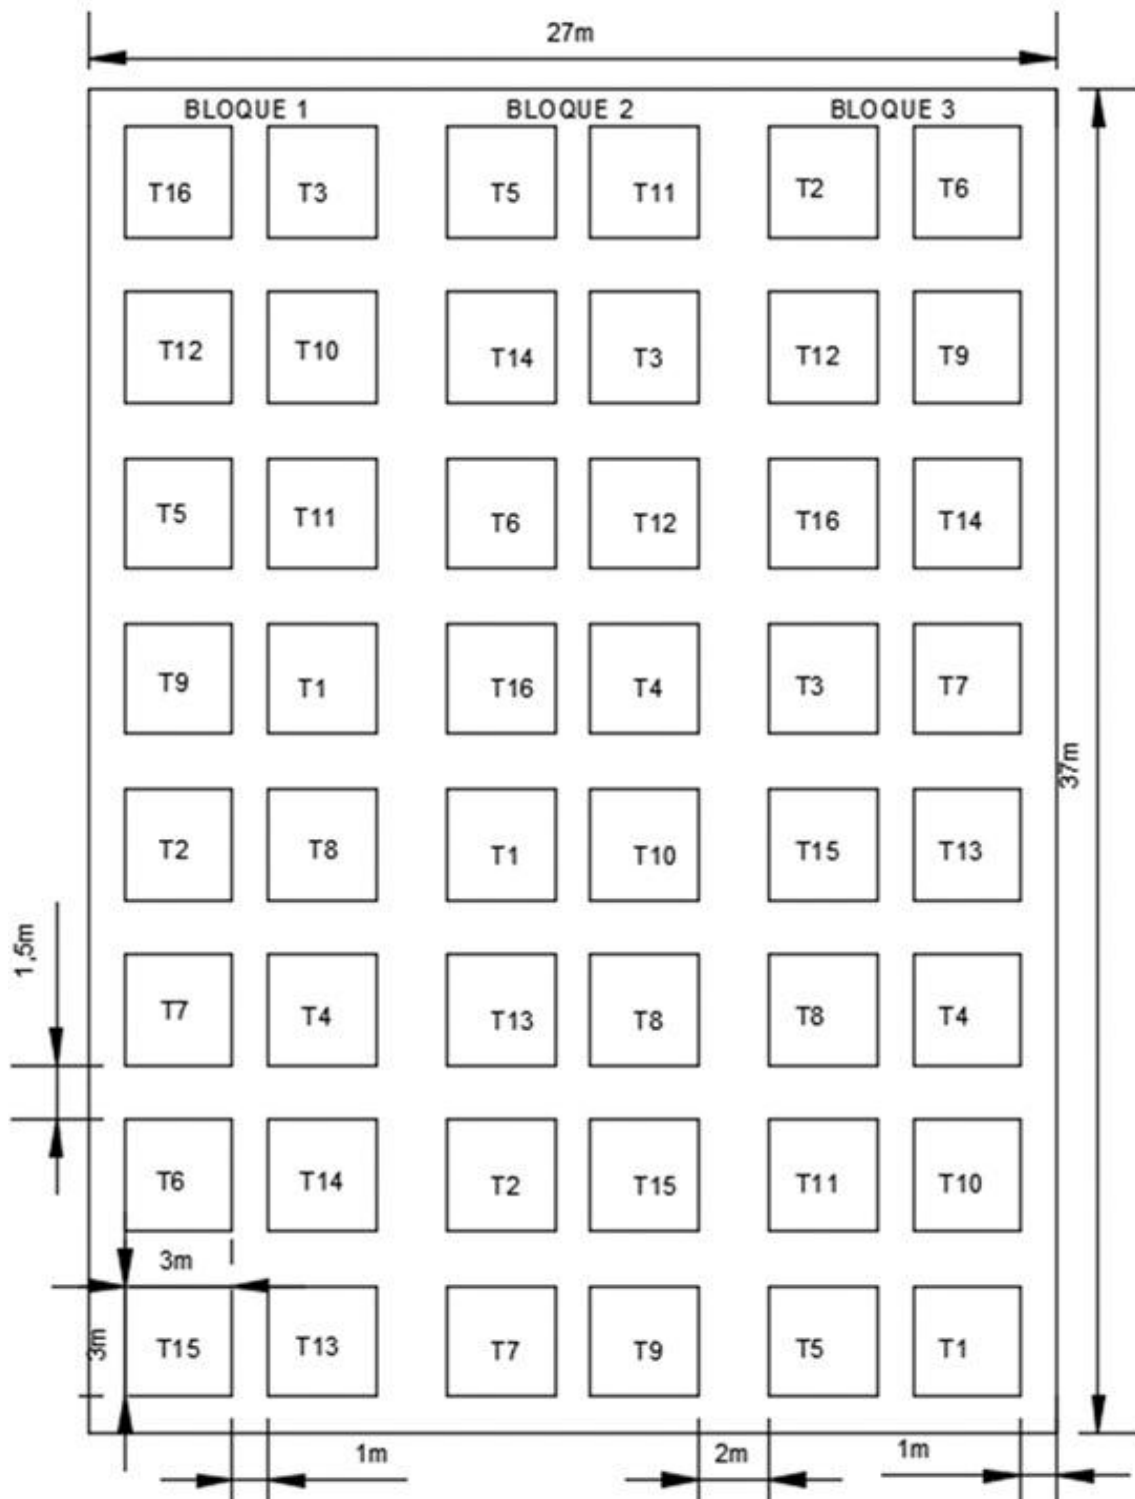 27m
BLOQUE 1 BLOQUE 2 BLOQUE 3
T16 T3 T5 T11 T2 T6
T12 T10 T14 T3 T12 T9
T5 T11 T6 T12 T16 T14
T9 T1 T16 T4 T3 T7
37m
T2 T8 T1 T10 T15 T13
1,5m
T7 T4 T13 T8 T8 T4
T6 T14 T2 T15 T11 T10
3m
3m
T15 T13 T7 T9 T5 T1
1m 2m 1m